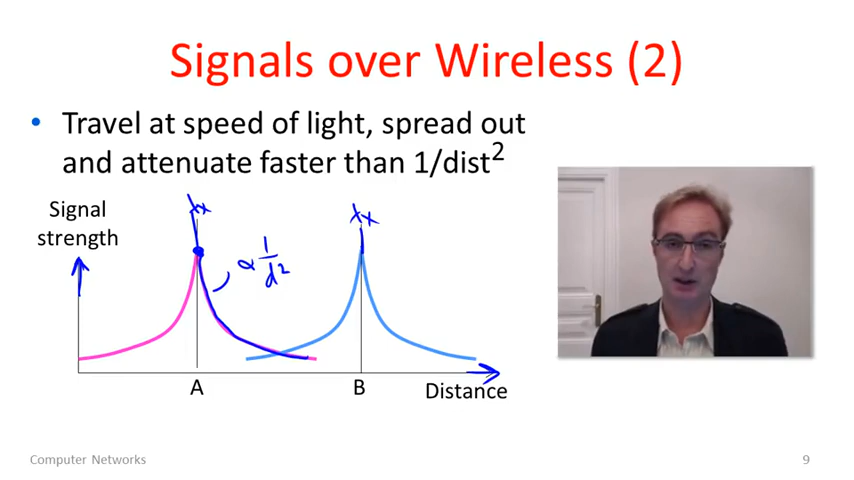 Signals over Wireless (2)
• Travel at speed of light, spread out
and attenuate faster than 1/dist²
Signal
strength
Tx
Tx
∝ 1/d²
A
B
Distance
Computer Networks
9